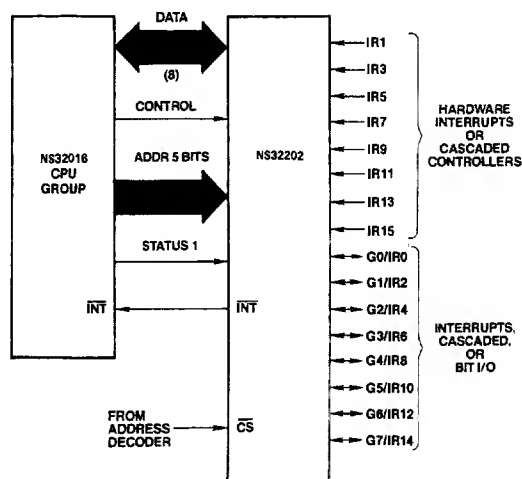 DATA
(8)
CONTROL
NS32016
CPU
GROUP
ADDR 5 BITS
NS32202
STATUS 1
INT
INT
FROM
ADDRESS
DECODER
CS
IR1
IR3
IR5
IR7
IR9
IR11
IR13
IR15
HARDWARE
INTERRUPTS
OR
CASCADED
CONTROLLERS
G0/IR0
G1/IR2
G2/IR4
G3/IR6
G4/IR8
G5/IR10
G6/IR12
G7/IR14
INTERRUPTS,
CASCADED,
OR
BIT I/O